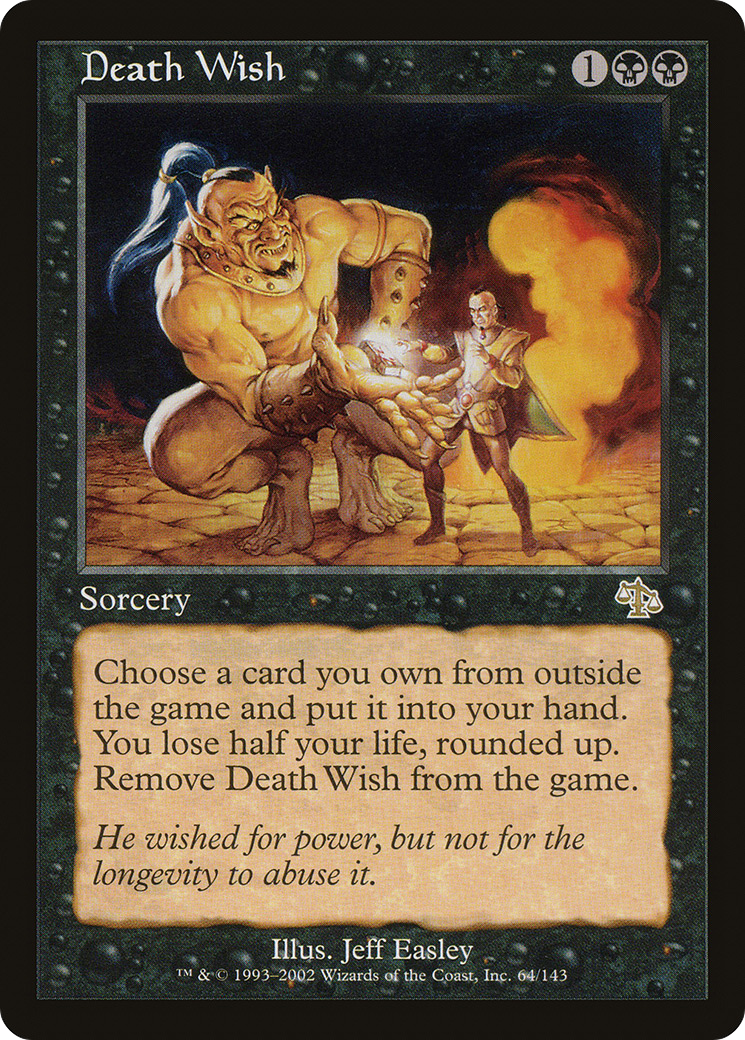 Death Wish
1
Sorcery
Choose a card you own from outside
the game and put it into your hand.
You lose half your life, rounded up.
Remove Death Wish from the game.
He wished for power, but not for the
longevity to abuse it.
Illus. Jeff Easley
™ & © 1993–2002 Wizards of the Coast, Inc. 64/143